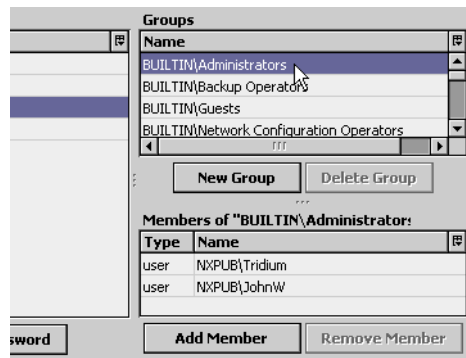 Groups
Name
BUILTIN\Administrators
BUILTIN\Backup Operators
BUILTIN\Guests
BUILTIN\Network Configuration Operators
New Group
Delete Group
Members of "BUILTIN\Administrators
Type Name
user NXPUB\Tridium
user NXPUB\JohnW
sword
Add Member
Remove Member